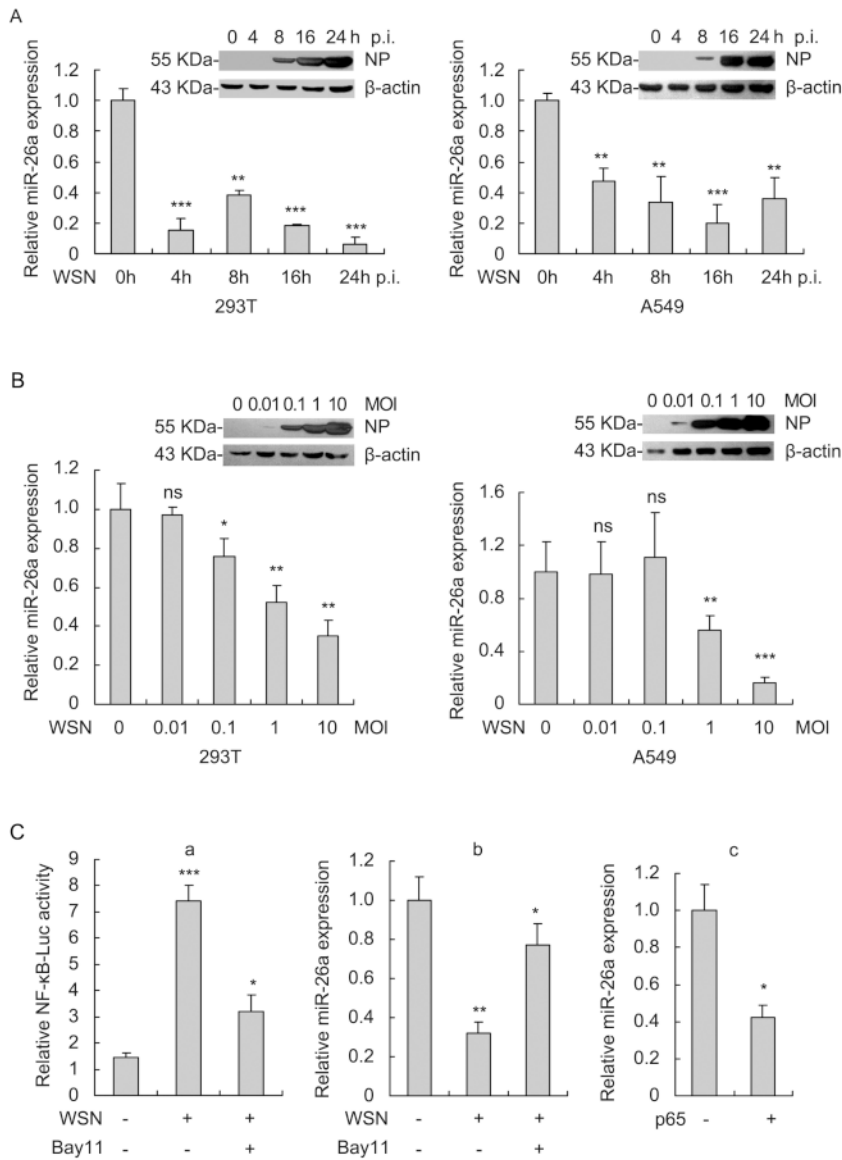 A
0 4 8 16 24 h p.i.
55 KDa- NP
43 KDa- β-actin
Relative miR-26a expression
1.2
1.0
0.8
0.6
0.4
0.2
0
***
**
***
***
WSN 0h 4h 8h 16h 24h p.i.
293T
0 4 8 16 24 h p.i.
55 KDa- NP
43 KDa- β-actin
Relative miR-26a expression
1.2
1.0
0.8
0.6
0.4
0.2
0
**
**
***
**
WSN 0h 4h 8h 16h 24h p.i.
A549
B
0 0.01 0.1 1 10 MOI
55 KDa- NP
43 KDa- β-actin
Relative miR-26a expression
1.2
1.0
0.8
0.6
0.4
0.2
0
ns
*
**
**
WSN 0 0.01 0.1 1 10 MOI
293T
0 0.01 0.1 1 10 MOI
55 KDa- NP
43 KDa- β-actin
Relative miR-26a expression
1.6
1.2
0.8
0.4
0
ns
ns
**
***
WSN 0 0.01 0.1 1 10 MOI
A549
C
a
Relative NF-κB-Luc activity
9
8
7
6
5
4
3
2
1
0
***
*
WSN - + +
Bay11 - - +
b
Relative miR-26a expression
1.2
1.0
0.8
0.6
0.4
0.2
0
**
*
WSN - + +
Bay11 - - +
c
Relative miR-26a expression
1.2
1.0
0.8
0.6
0.4
0.2
0
*
p65 - +